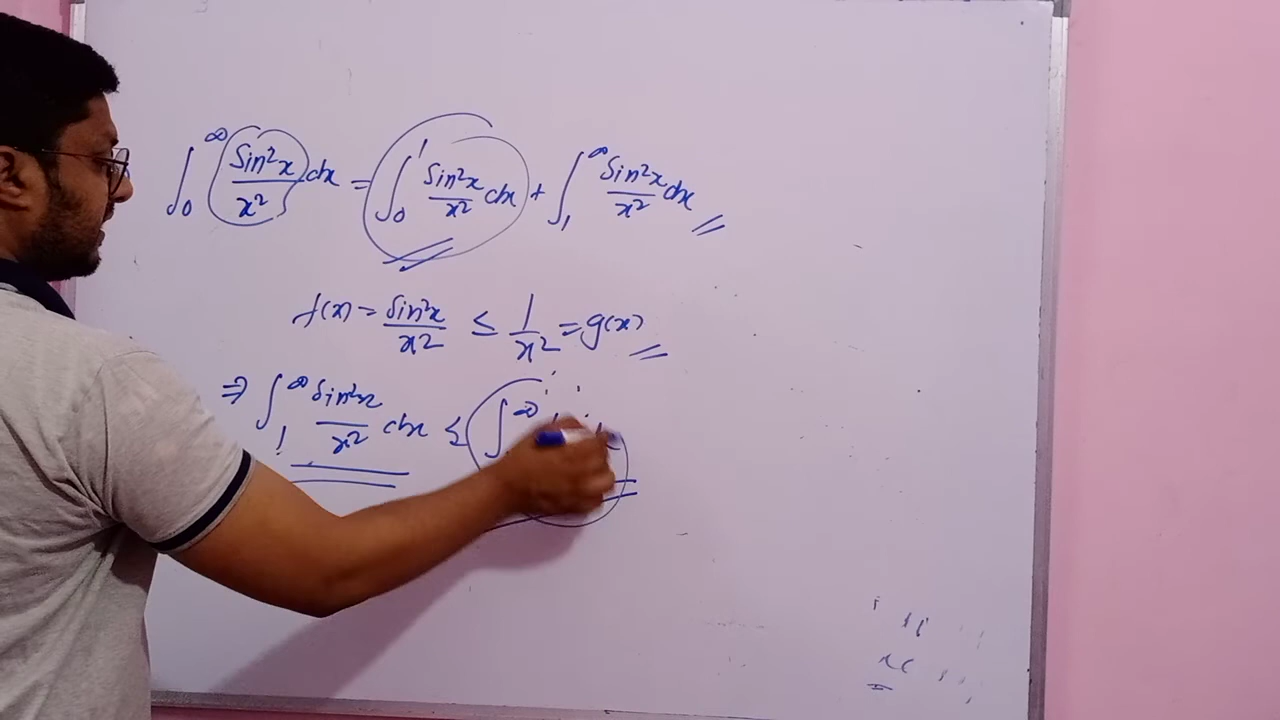 ∫₀^∞ Sin²x/x² dx = ∫₀¹ Sin²x/x² dx + ∫₁^∞ Sin²x/x² dx
f(x) = Sin²x/x² ≤ 1/x² = g(x)
⇒ ∫₁^∞ Sin²x/x² dx ≤ ∫^∞